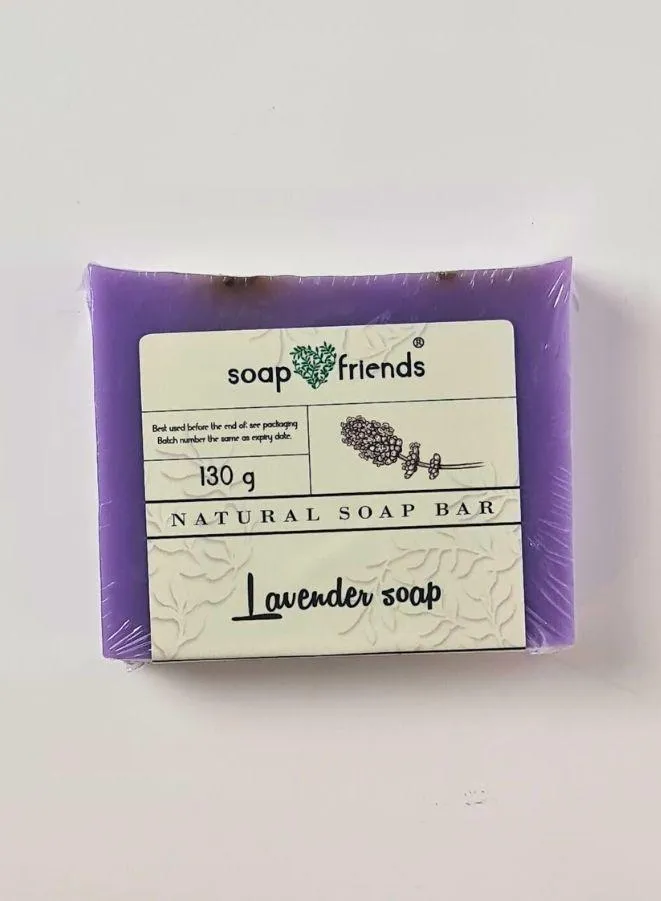 soap friends®
Best used before the end of: see packaging
Batch number the same as expiry date.
130 g
NATURAL SOAP BAR
Lavender soap